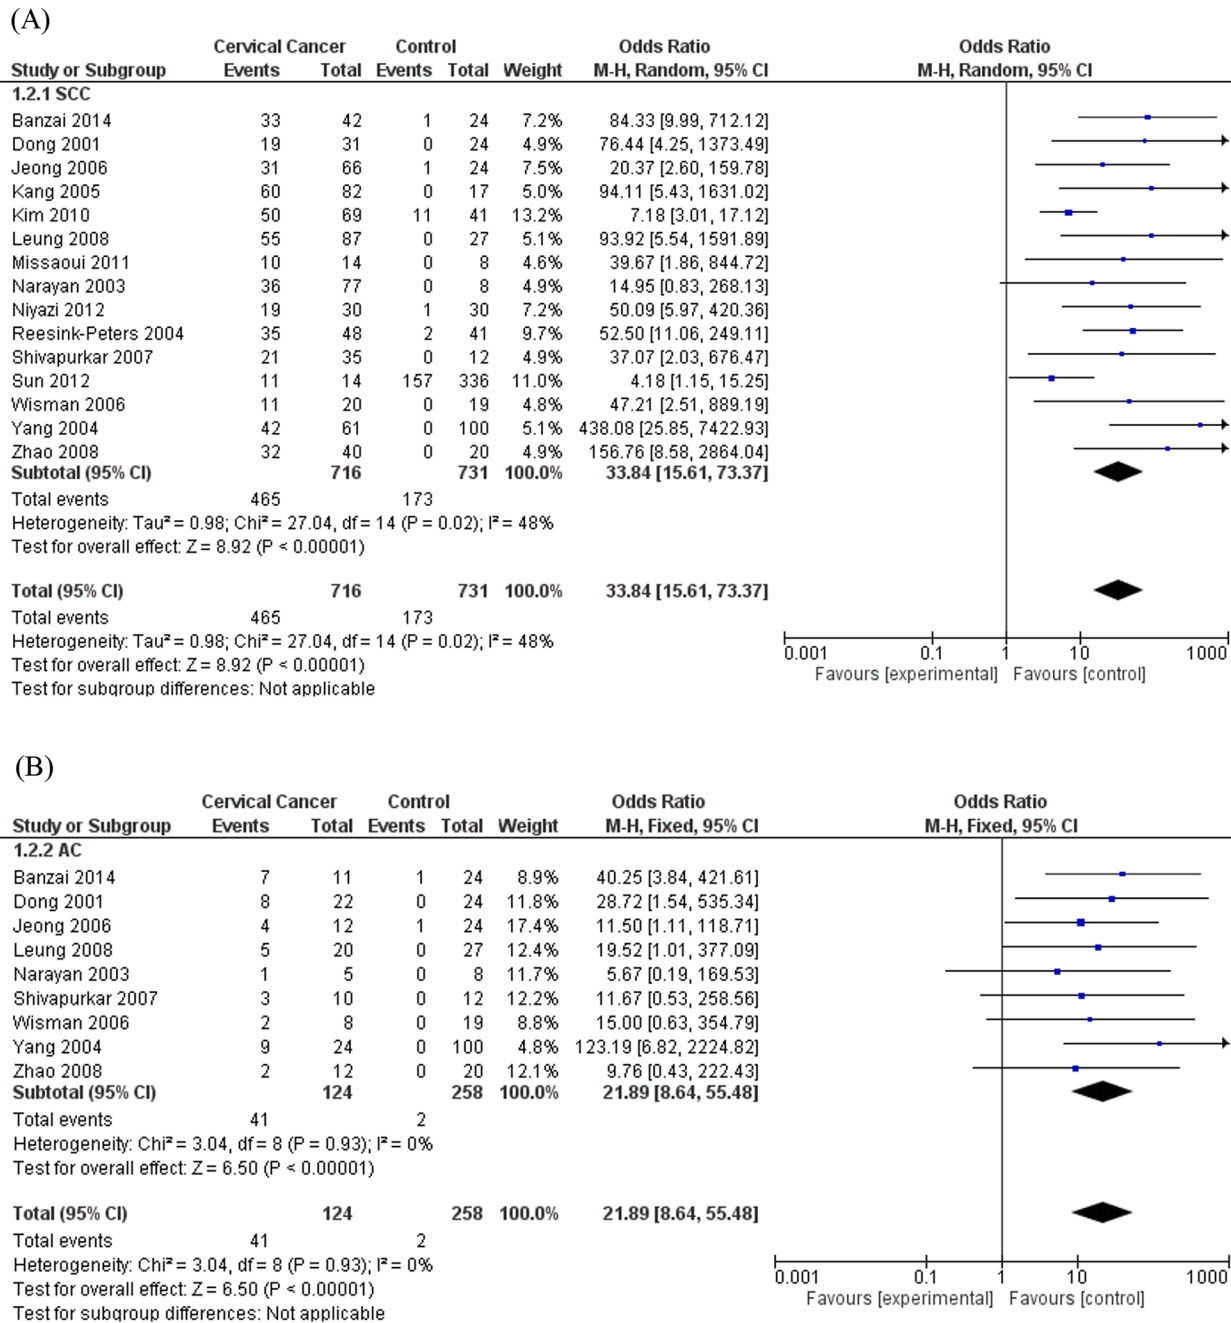 (A)
Cervical Cancer Control Odds Ratio Odds Ratio
Study or Subgroup Events Total Events Total Weight M-H, Random, 95% CI M-H, Random, 95% CI
1.2.1 SCC
Banzai 2014 33 42 1 24 7.2% 84.33 [9.99, 712.12]
Dong 2001 19 31 0 24 4.9% 76.44 [4.25, 1373.49]
Jeong 2006 31 66 1 24 7.5% 20.37 [2.60, 159.78]
Kang 2005 60 82 0 17 5.0% 94.11 [5.43, 1631.02]
Kim 2010 50 69 11 41 13.2% 7.18 [3.01, 17.12]
Leung 2008 55 87 0 27 5.1% 93.92 [5.54, 1591.89]
Missaoui 2011 10 14 0 8 4.6% 39.67 [1.86, 844.72]
Narayan 2003 36 77 0 8 4.9% 14.95 [0.83, 268.13]
Niyazi 2012 19 30 1 30 7.2% 50.09 [5.97, 420.36]
Reesink-Peters 2004 35 48 2 41 9.7% 52.50 [11.06, 249.11]
Shivapurkar 2007 21 35 0 12 4.9% 37.07 [2.03, 676.47]
Sun 2012 11 14 157 336 11.0% 4.18 [1.15, 15.25]
Wisman 2006 11 20 0 19 4.8% 47.21 [2.51, 889.19]
Yang 2004 42 61 0 100 5.1% 438.08 [25.85, 7422.93]
Zhao 2008 32 40 0 20 4.9% 156.76 [8.58, 2864.04]
Subtotal (95% CI) 716 731 100.0% 33.84 [15.61, 73.37]
Total events 465 173
Heterogeneity: Tau² = 0.98; Chi² = 27.04, df = 14 (P = 0.02); I² = 48%
Test for overall effect: Z = 8.92 (P < 0.00001)
Total (95% CI) 716 731 100.0% 33.84 [15.61, 73.37]
Total events 465 173
Heterogeneity: Tau² = 0.98; Chi² = 27.04, df = 14 (P = 0.02); I² = 48%
Test for overall effect: Z = 8.92 (P < 0.00001)
Test for subgroup differences: Not applicable
0.001 0.1 1 10 1000
Favours [experimental] Favours [control]
(B)
Cervical Cancer Control Odds Ratio Odds Ratio
Study or Subgroup Events Total Events Total Weight M-H, Fixed, 95% CI M-H, Fixed, 95% CI
1.2.2 AC
Banzai 2014 7 11 1 24 8.9% 40.25 [3.84, 421.61]
Dong 2001 8 22 0 24 11.8% 28.72 [1.54, 535.34]
Jeong 2006 4 12 1 24 17.4% 11.50 [1.11, 118.71]
Leung 2008 5 20 0 27 12.4% 19.52 [1.01, 377.09]
Narayan 2003 1 5 0 8 11.7% 5.67 [0.19, 169.53]
Shivapurkar 2007 3 10 0 12 12.2% 11.67 [0.53, 258.56]
Wisman 2006 2 8 0 19 8.8% 15.00 [0.63, 354.79]
Yang 2004 9 24 0 100 4.8% 123.19 [6.82, 2224.82]
Zhao 2008 2 12 0 20 12.1% 9.76 [0.43, 222.43]
Subtotal (95% CI) 124 258 100.0% 21.89 [8.64, 55.48]
Total events 41 2
Heterogeneity: Chi² = 3.04, df = 8 (P = 0.93); I² = 0%
Test for overall effect: Z = 6.50 (P < 0.00001)
Total (95% CI) 124 258 100.0% 21.89 [8.64, 55.48]
Total events 41 2
Heterogeneity: Chi² = 3.04, df = 8 (P = 0.93); I² = 0%
Test for overall effect: Z = 6.50 (P < 0.00001)
Test for subgroup differences: Not applicable
0.001 0.1 1 10 1000
Favours [experimental] Favours [control]